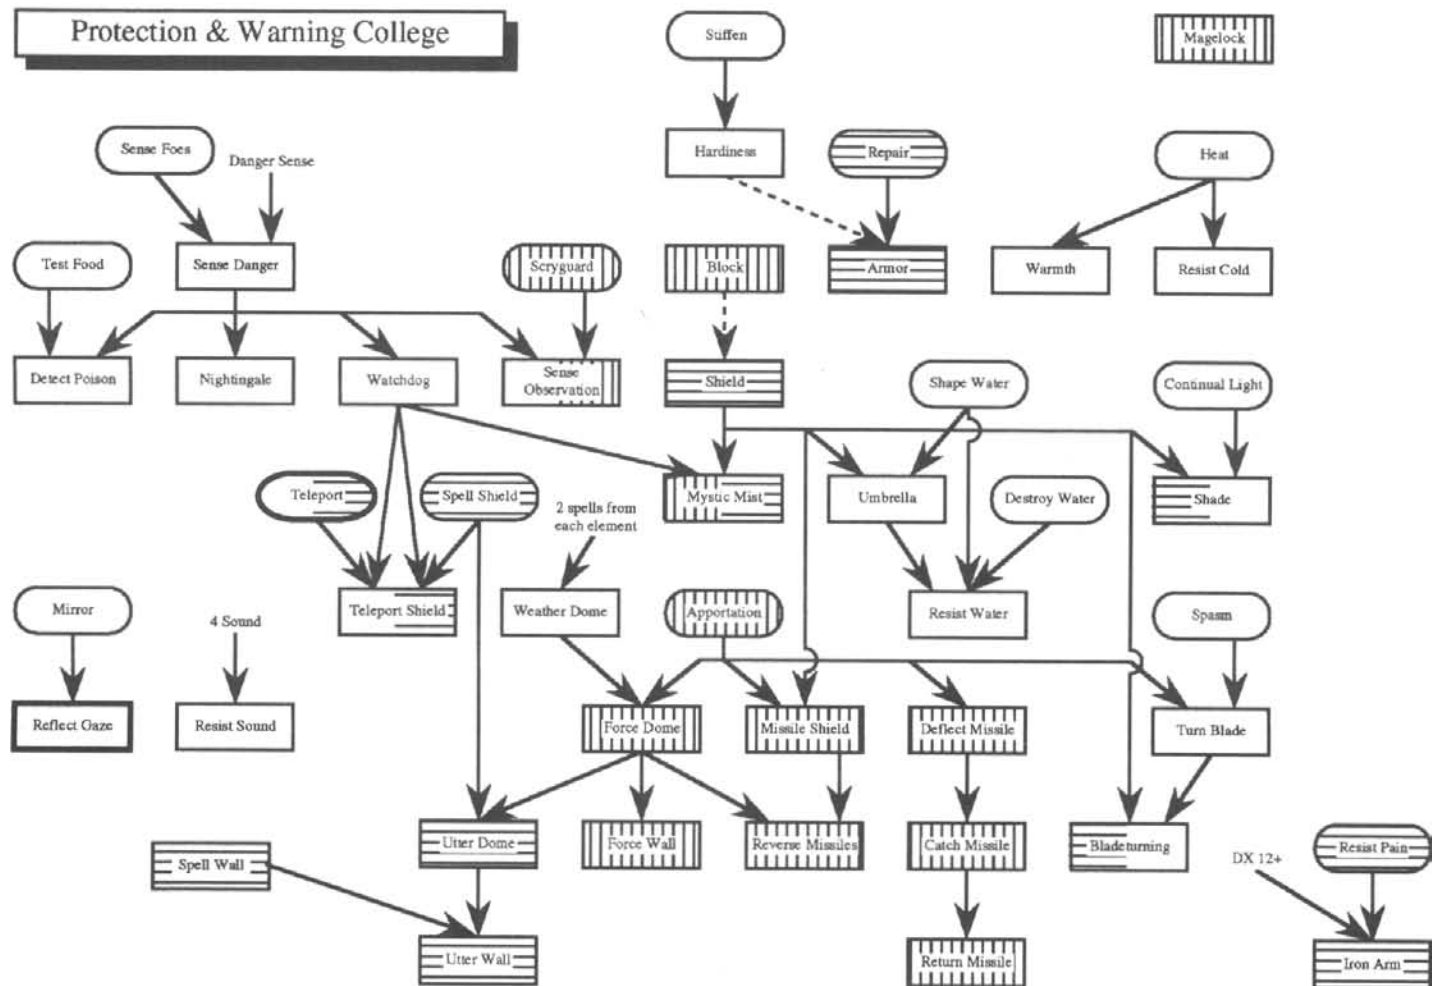 Protection & Warning College
Stiffen
Magelock
Sense Foes
Danger Sense
Hardiness
Repair
Heat
Test Food
Sense Danger
Scryguard
Block
Armor
Warmth
Resist Cold
Detect Poison
Nightingale
Watchdog
Sense
Observation
Shield
Shape Water
Continual Light
Teleport
Spell Shield
2 spells from
each element
Mystic Mist
Umbrella
Destroy Water
Shade
Mirror
4 Sound
Teleport Shield
Weather Dome
Apportation
Resist Water
Spasm
Reflect Gaze
Resist Sound
Force Dome
Missile Shield
Deflect Missile
Turn Blade
Spell Wall
Utter Dome
Force Wall
Reverse Missiles
Catch Missile
Bladeturning
DX 12+
Resist Pain
Utter Wall
Return Missile
Iron Arm